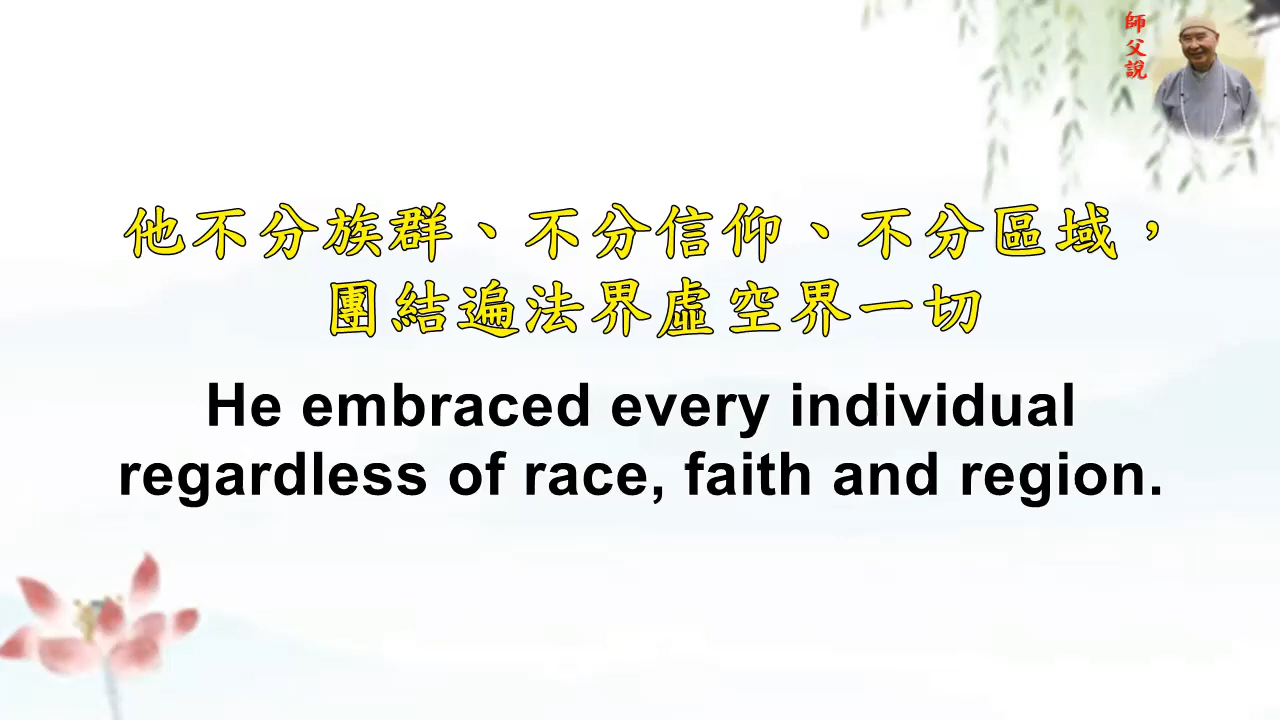 師父說
他不分族群、不分信仰、不分區域，
團結遍法界虛空界一切
He embraced every individual
regardless of race, faith and region.